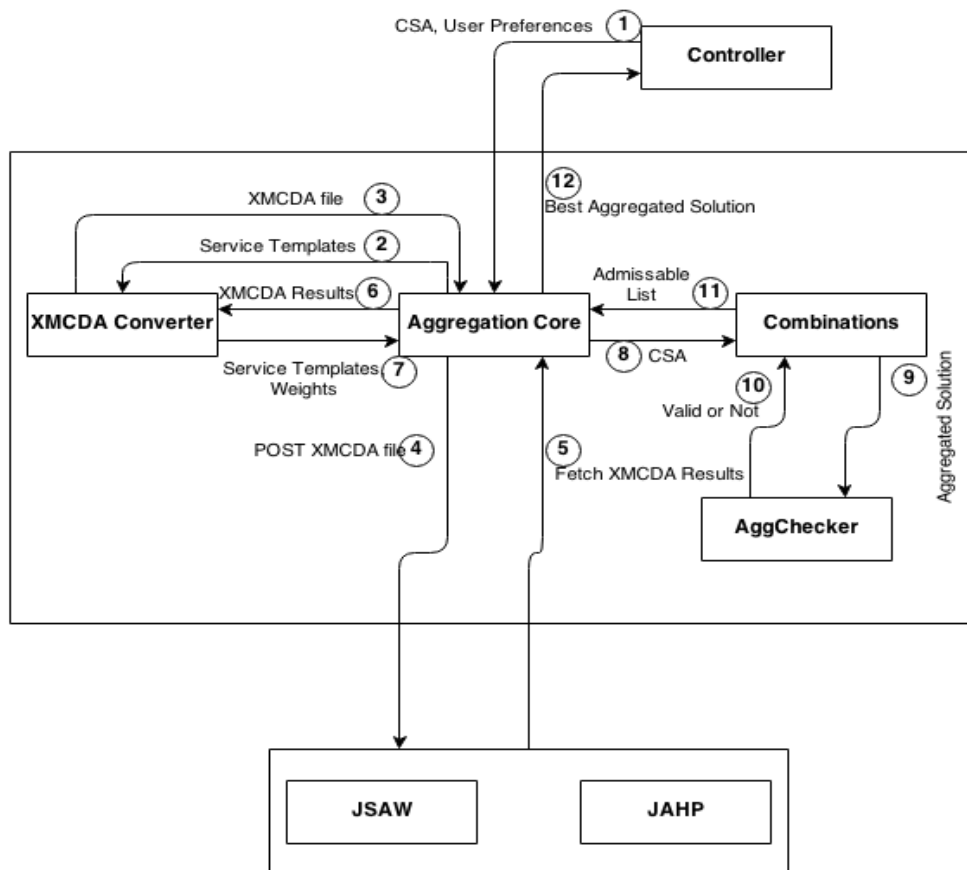 CSA, User Preferences
1
Controller
12
Best Aggregated Solution
XMCDA file
3
Service Templates
2
XMCDA Results
6
Admissable
List
11
XMCDA Converter
Aggregation Core
Combinations
Service Templates,
Weights
7
8
CSA
10
Valid or Not
9
Aggregated Solution
POST XMCDA file
4
5
Fetch XMCDA Results
AggChecker
JSAW
JAHP